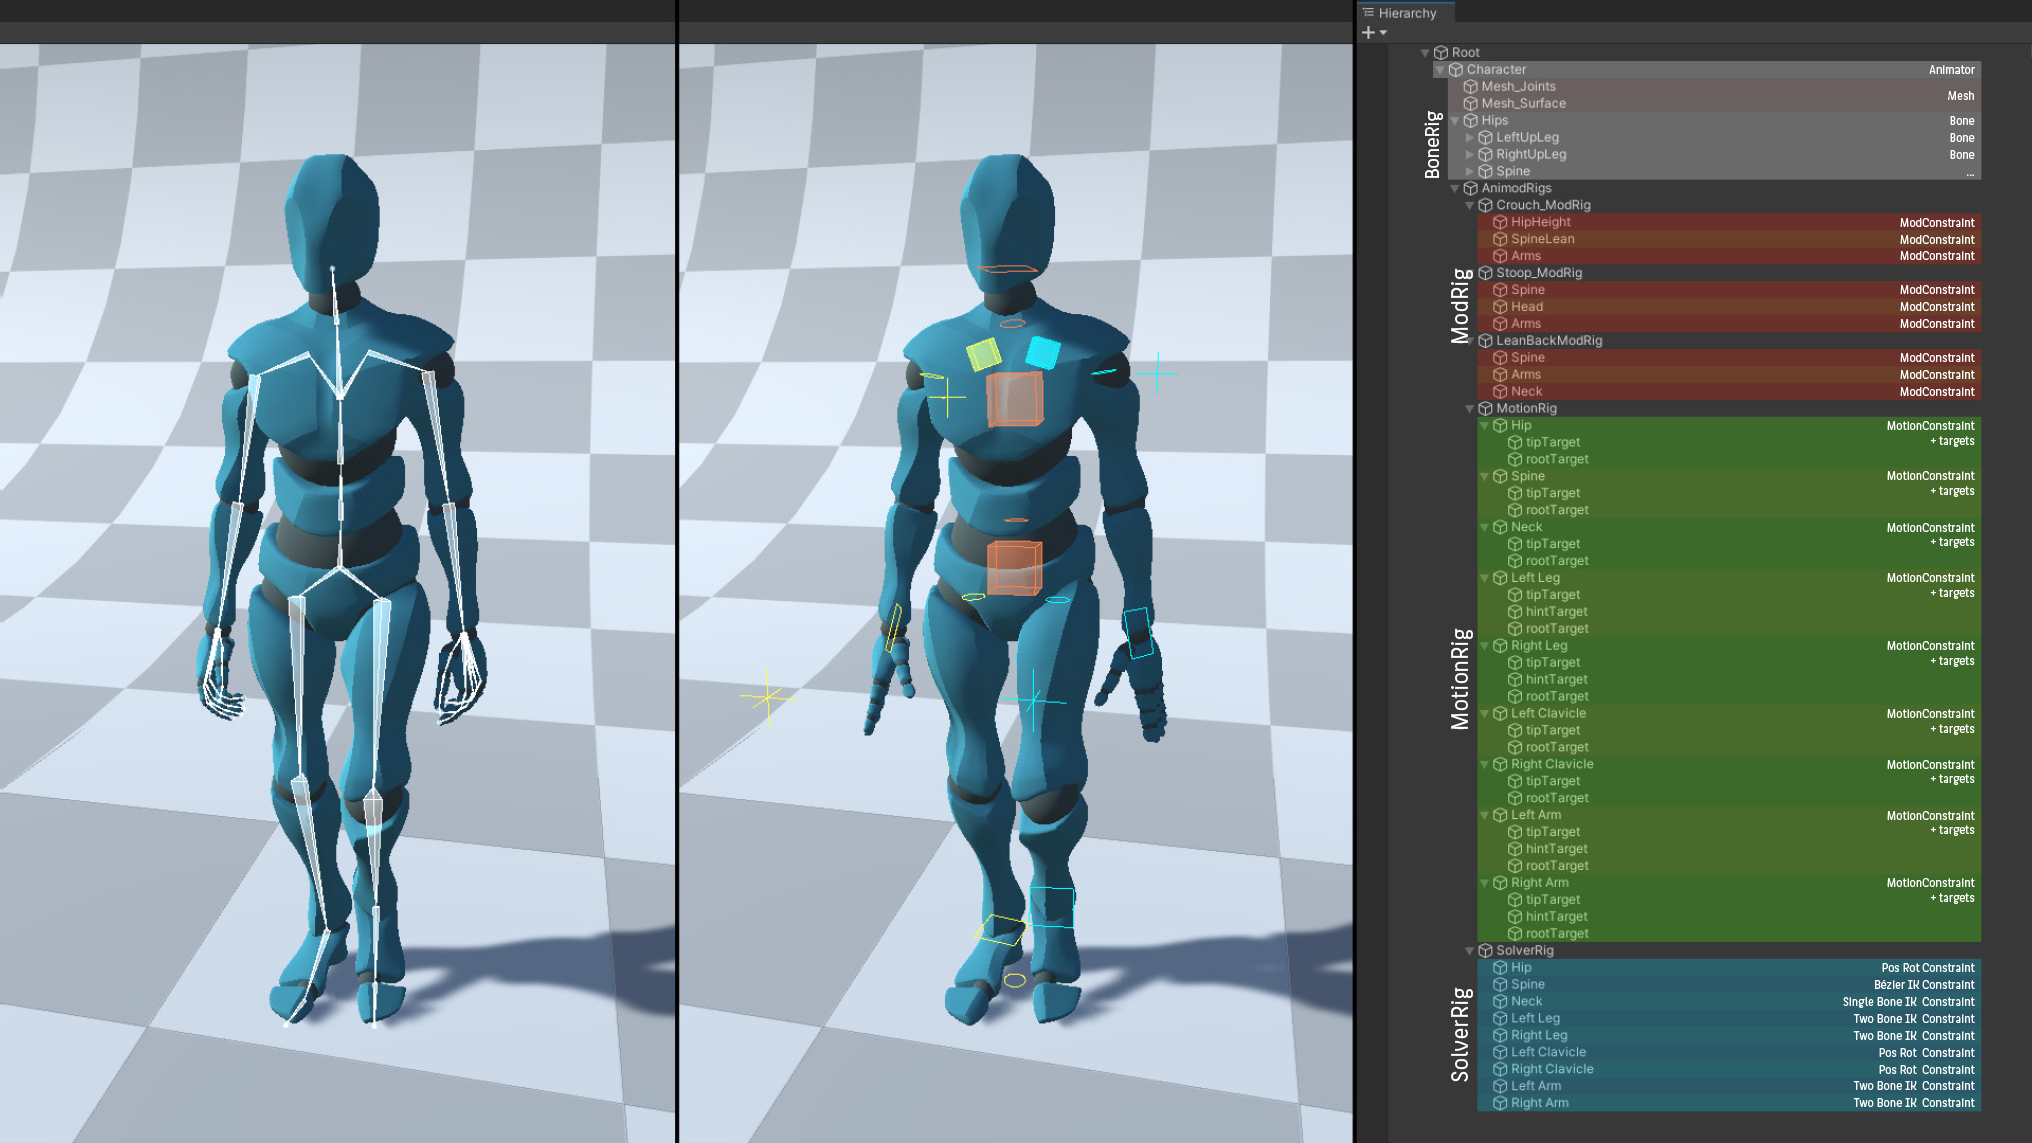 Hierarchy
Root
Character Animator
Mesh_Joints
Mesh
Mesh_Surface
BoneRig
Hips Bone
LeftUpLeg Bone
RightUpLeg Bone
Spine ...
AnimodRigs
ModRig
Crouch_ModRig
HipHeight ModConstraint
SpineLean ModConstraint
Arms ModConstraint
Stoop_ModRig
Spine ModConstraint
Head ModConstraint
Arms ModConstraint
LeanBackModRig
Spine ModConstraint
Arms ModConstraint
Neck ModConstraint
MotionRig
MotionRig
Hip MotionConstraint
tipTarget + targets
rootTarget
Spine MotionConstraint
tipTarget + targets
rootTarget
Neck MotionConstraint
tipTarget + targets
rootTarget
Left Leg MotionConstraint
tipTarget + targets
hintTarget
rootTarget
Right Leg MotionConstraint
tipTarget + targets
hintTarget
rootTarget
Left Clavicle MotionConstraint
tipTarget + targets
rootTarget
Right Clavicle MotionConstraint
tipTarget + targets
rootTarget
Left Arm MotionConstraint
tipTarget + targets
hintTarget
rootTarget
Right Arm MotionConstraint
tipTarget + targets
hintTarget
rootTarget
SolverRig
SolverRig
Hip Pos Rot Constraint
Spine Bézier IK Constraint
Neck Single Bone IK Constraint
Left Leg Two Bone IK Constraint
Right Leg Two Bone IK Constraint
Left Clavicle Pos Rot Constraint
Right Clavicle Pos Rot Constraint
Left Arm Two Bone IK Constraint
Right Arm Two Bone IK Constraint